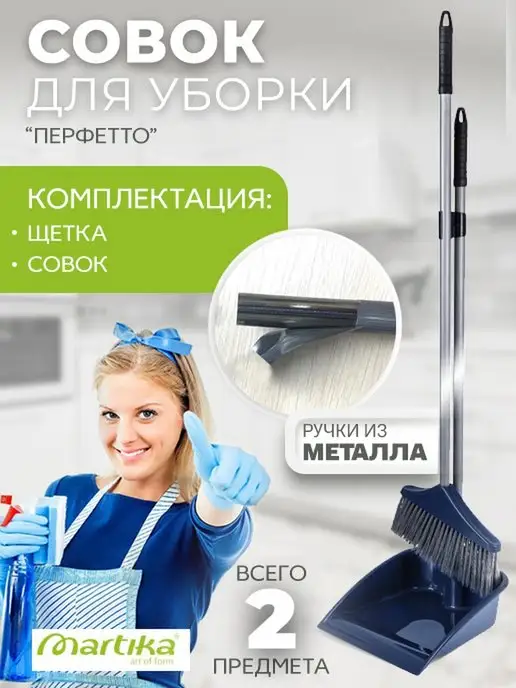 СОВОК
ДЛЯ УБОРКИ
“ПЕРФЕТТО”
КОМПЛЕКТАЦИЯ:
• ЩЕТКА
• СОВОК
РУЧКИ ИЗ
МЕТАЛЛА
ВСЕГО
2
ПРЕДМЕТА
martika®
art of form